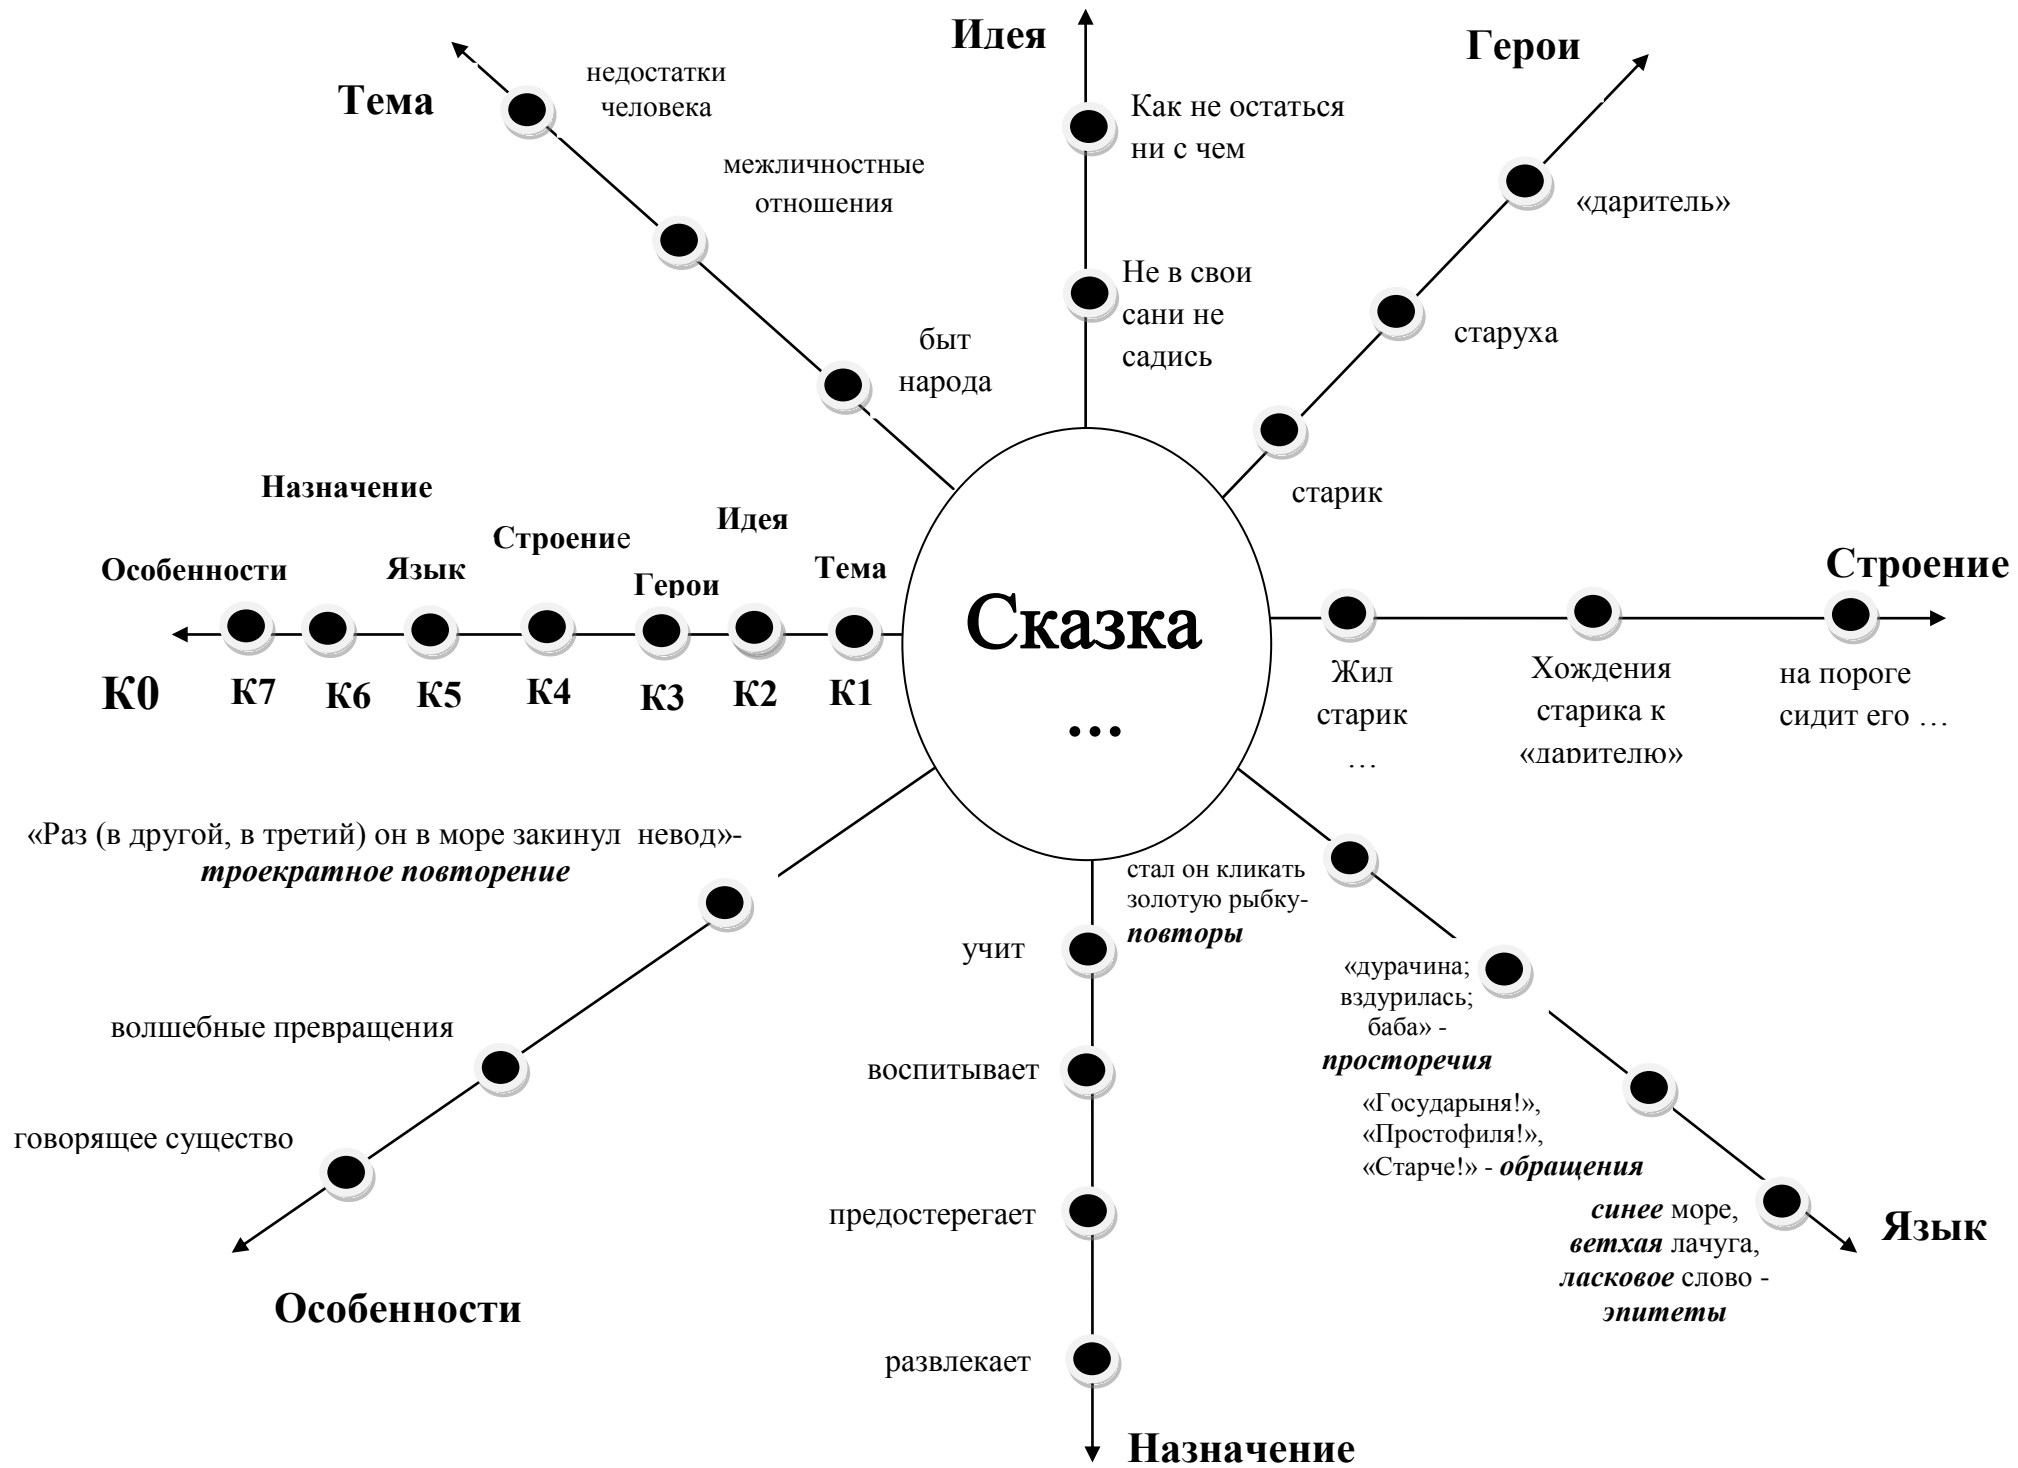 Идея
Герои
Тема
недостатки
человека
Как не остаться
ни с чем
межличностные
отношения
«даритель»
Не в свои
сани не
садись
старуха
быт
народа
старик
Назначение
Идея
Строение
Особенности
Язык
Герои
Тема
Строение
Сказка
...
К0
К7
К6
К5
К4
К3
К2
К1
Жил
старик
…
Хождения
старика к
«дарителю»
на пороге
сидит его …
«Раз (в другой, в третий) он в море закинул невод»-
троекратное повторение
стал он кликать
золотую рыбку-
повторы
учит
«дурачина;
вздурилась;
баба» -
просторечия
волшебные превращения
воспитывает
«Государыня!»,
«Простофиля!»,
«Старче!» - обращения
говорящее существо
предостерегает
синее море,
ветхая лачуга,
ласковое слово -
эпитеты
Язык
Особенности
развлекает
Назначение